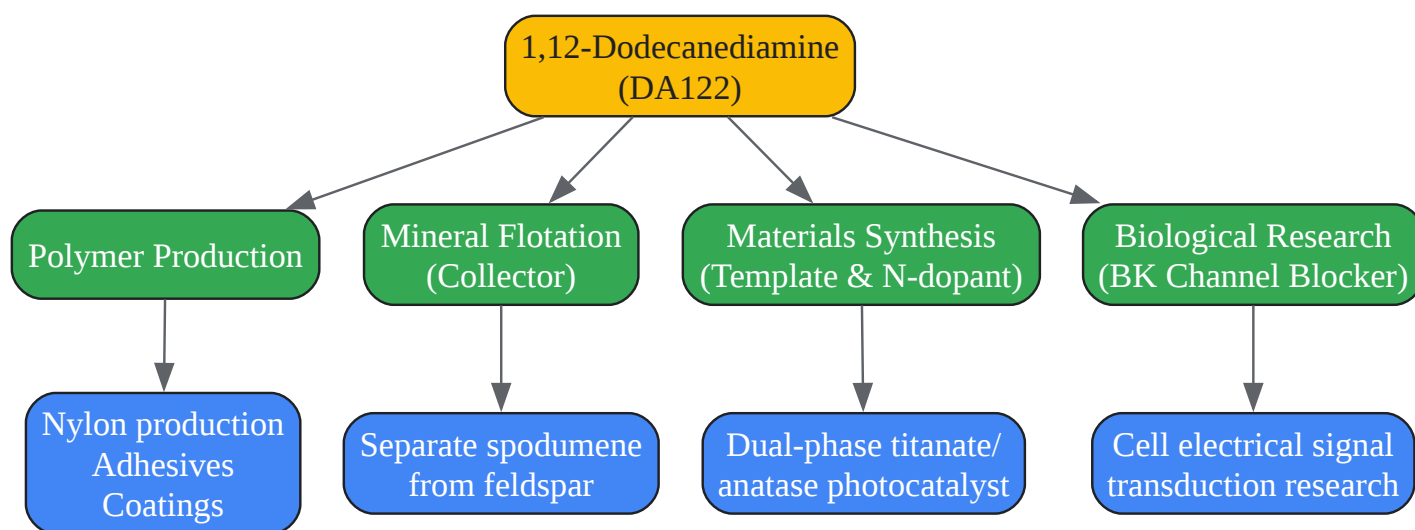 1,12-Dodecanediamine
(DA122)
Polymer Production
Mineral Flotation
(Collector)
Materials Synthesis
(Template & N-dopant)
Biological Research
(BK Channel Blocker)
Nylon production
Adhesives
Coatings
Separate spodumene
from feldspar
Dual-phase titanate/
anatase photocatalyst
Cell electrical signal
transduction research